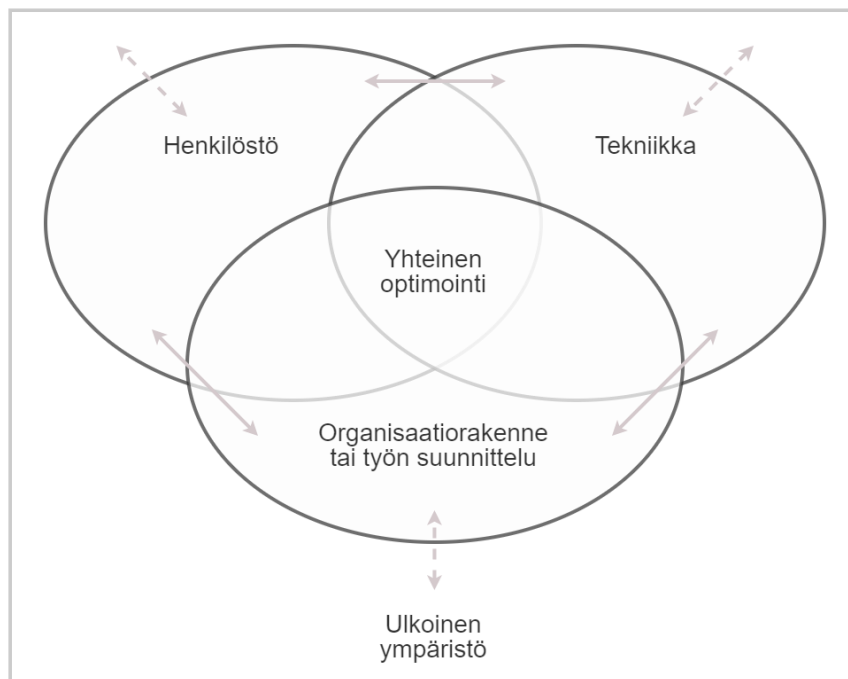 Henkilöstö
Tekniikka
Yhteinen
optimointi
Organisaatiorakenne
tai työn suunnittelu
Ulkoinen
ympäristö